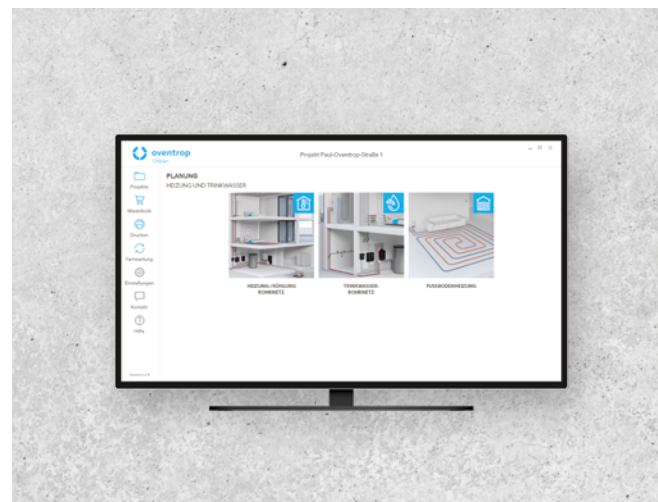 oventrop
OVplan
Projekt Paul-Oventrop-Straße 1
PLANUNG
HEIZUNG UND TRINKWASSER
Projekte
Warenkorb
Drucken
Fernwartung
Einstellungen
Kontakt
Hilfe
HEIZUNG-/KÜHLUNG
ROHRNETZ
TRINKWASSER-
ROHRNETZ
FUSSBODENHEIZUNG